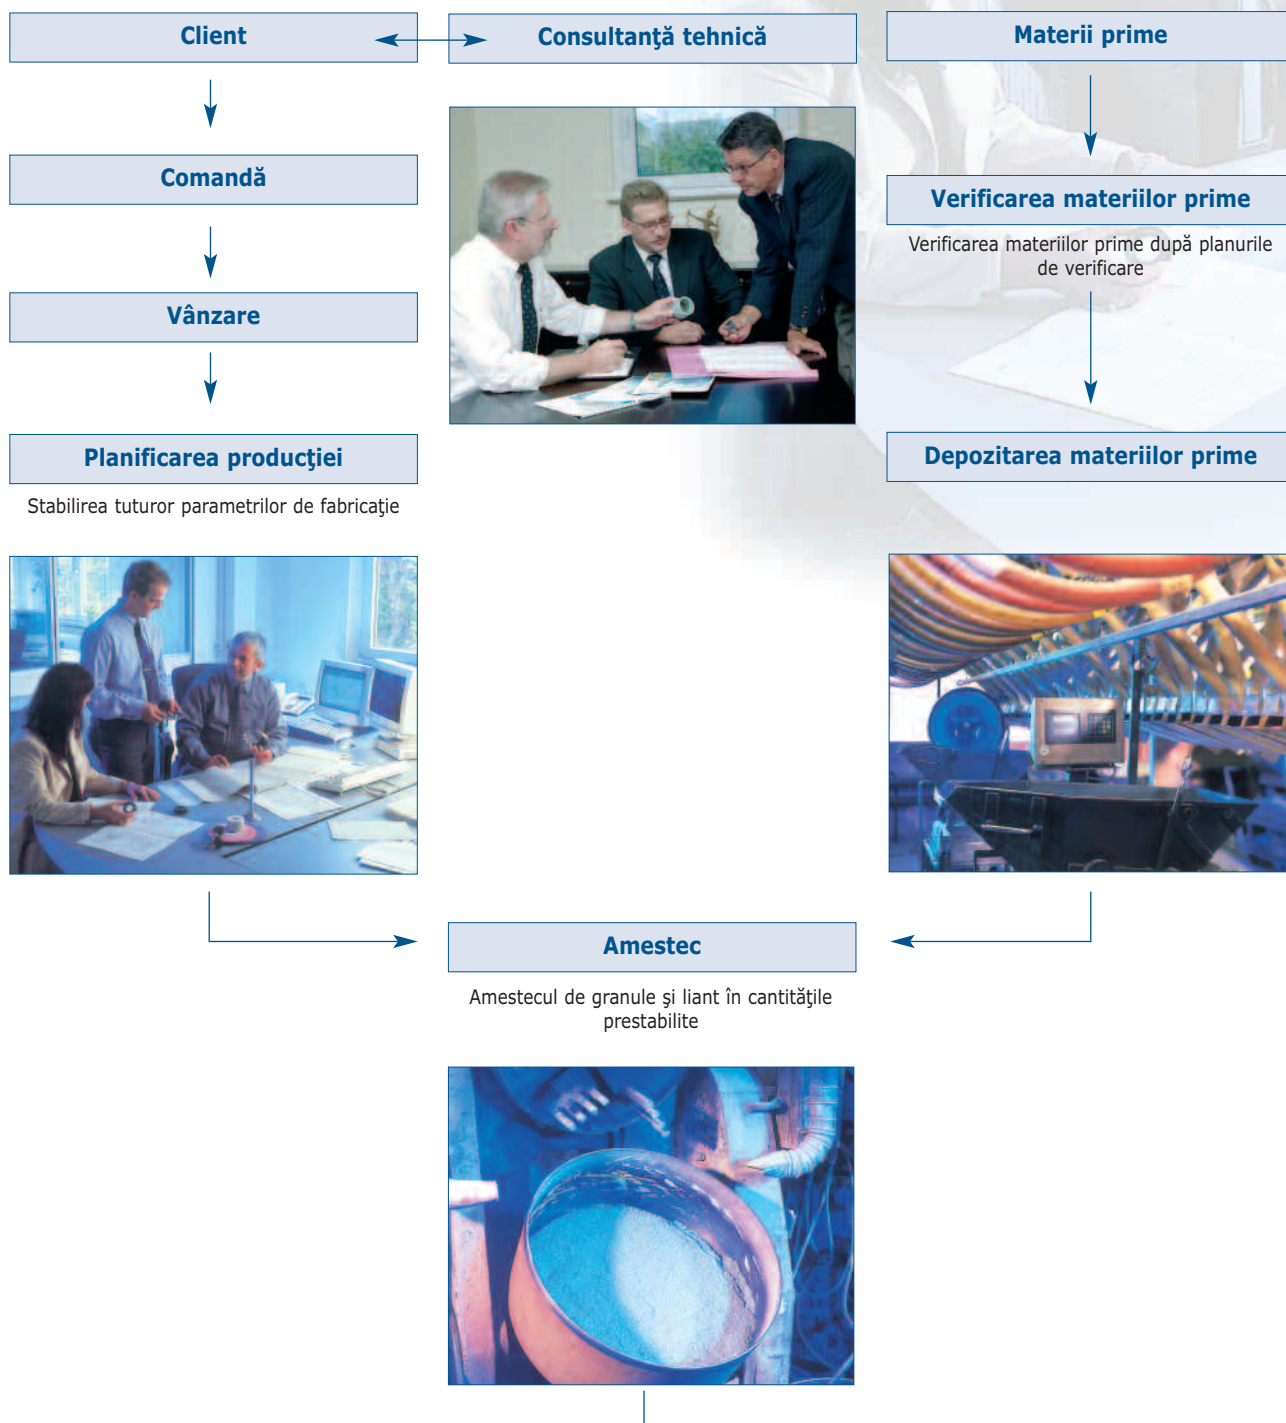 Client
Consultanţă tehnică
Materii prime
Comandă
Verificarea materiilor prime
Verificarea materiilor prime după planurile
de verificare
Vânzare
Planificarea producţiei
Stabilirea tuturor parametrilor de fabricaţie
Depozitarea materiilor prime
Amestec
Amestecul de granule şi liant în cantităţile
prestabilite